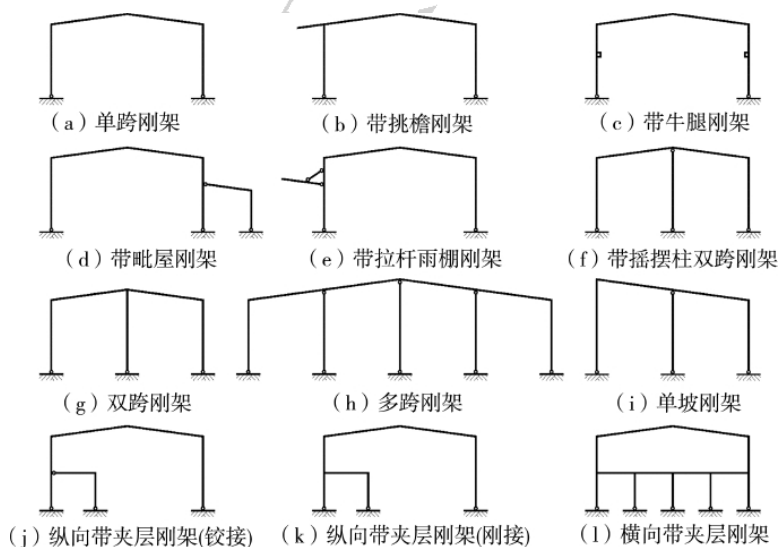 (a)单跨刚架
(b)带挑檐刚架
(c)带牛腿刚架
(d)带毗屋刚架
(e)带拉杆雨棚刚架
(f)带摇摆柱双跨刚架
(g)双跨刚架
(h)多跨刚架
(i)单坡刚架
(j)纵向带夹层刚架(铰接)
(k)纵向带夹层刚架(刚接)
(l)横向带夹层刚架